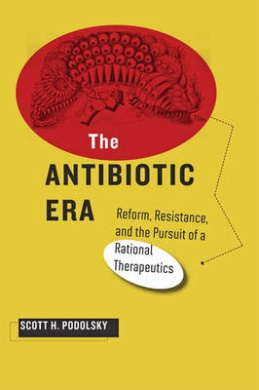 The
ANTIBIOTIC
ERA
Reform, Resistance,
and the Pursuit of a
Rational
Therapeutics
SCOTT H. PODOLSKY